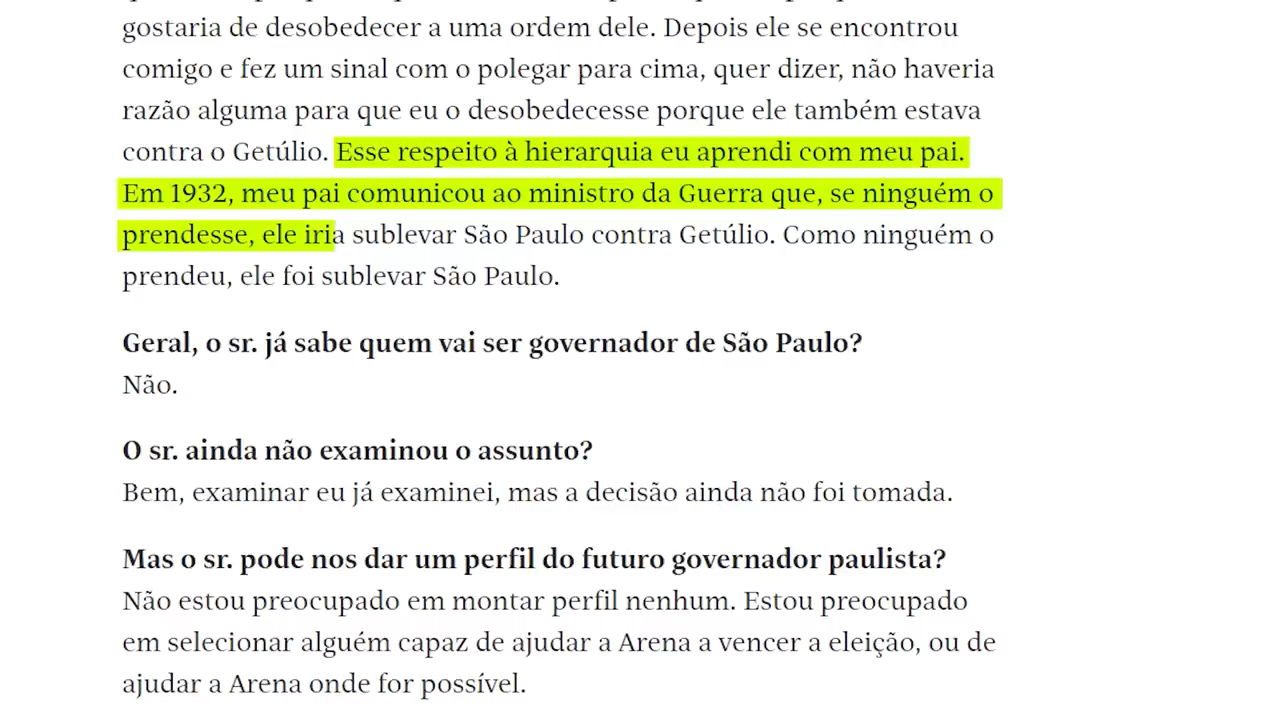 gostaria de desobedecer a uma ordem dele. Depois ele se encontrou
comigo e fez um sinal com o polegar para cima, quer dizer, não haveria
razão alguma para que eu o desobedecesse porque ele também estava
contra o Getúlio. Esse respeito à hierarquia eu aprendi com meu pai.
Em 1932, meu pai comunicou ao ministro da Guerra que, se ninguém o
prendesse, ele iria sublevar São Paulo contra Getúlio. Como ninguém o
prendeu, ele foi sublevar São Paulo.
Geral, o sr. já sabe quem vai ser governador de São Paulo?
Não.
O sr. ainda não examinou o assunto?
Bem, examinar eu já examinei, mas a decisão ainda não foi tomada.
Mas o sr. pode nos dar um perfil do futuro governador paulista?
Não estou preocupado em montar perfil nenhum. Estou preocupado
em selecionar alguém capaz de ajudar a Arena a vencer a eleição, ou de
ajudar a Arena onde for possível.